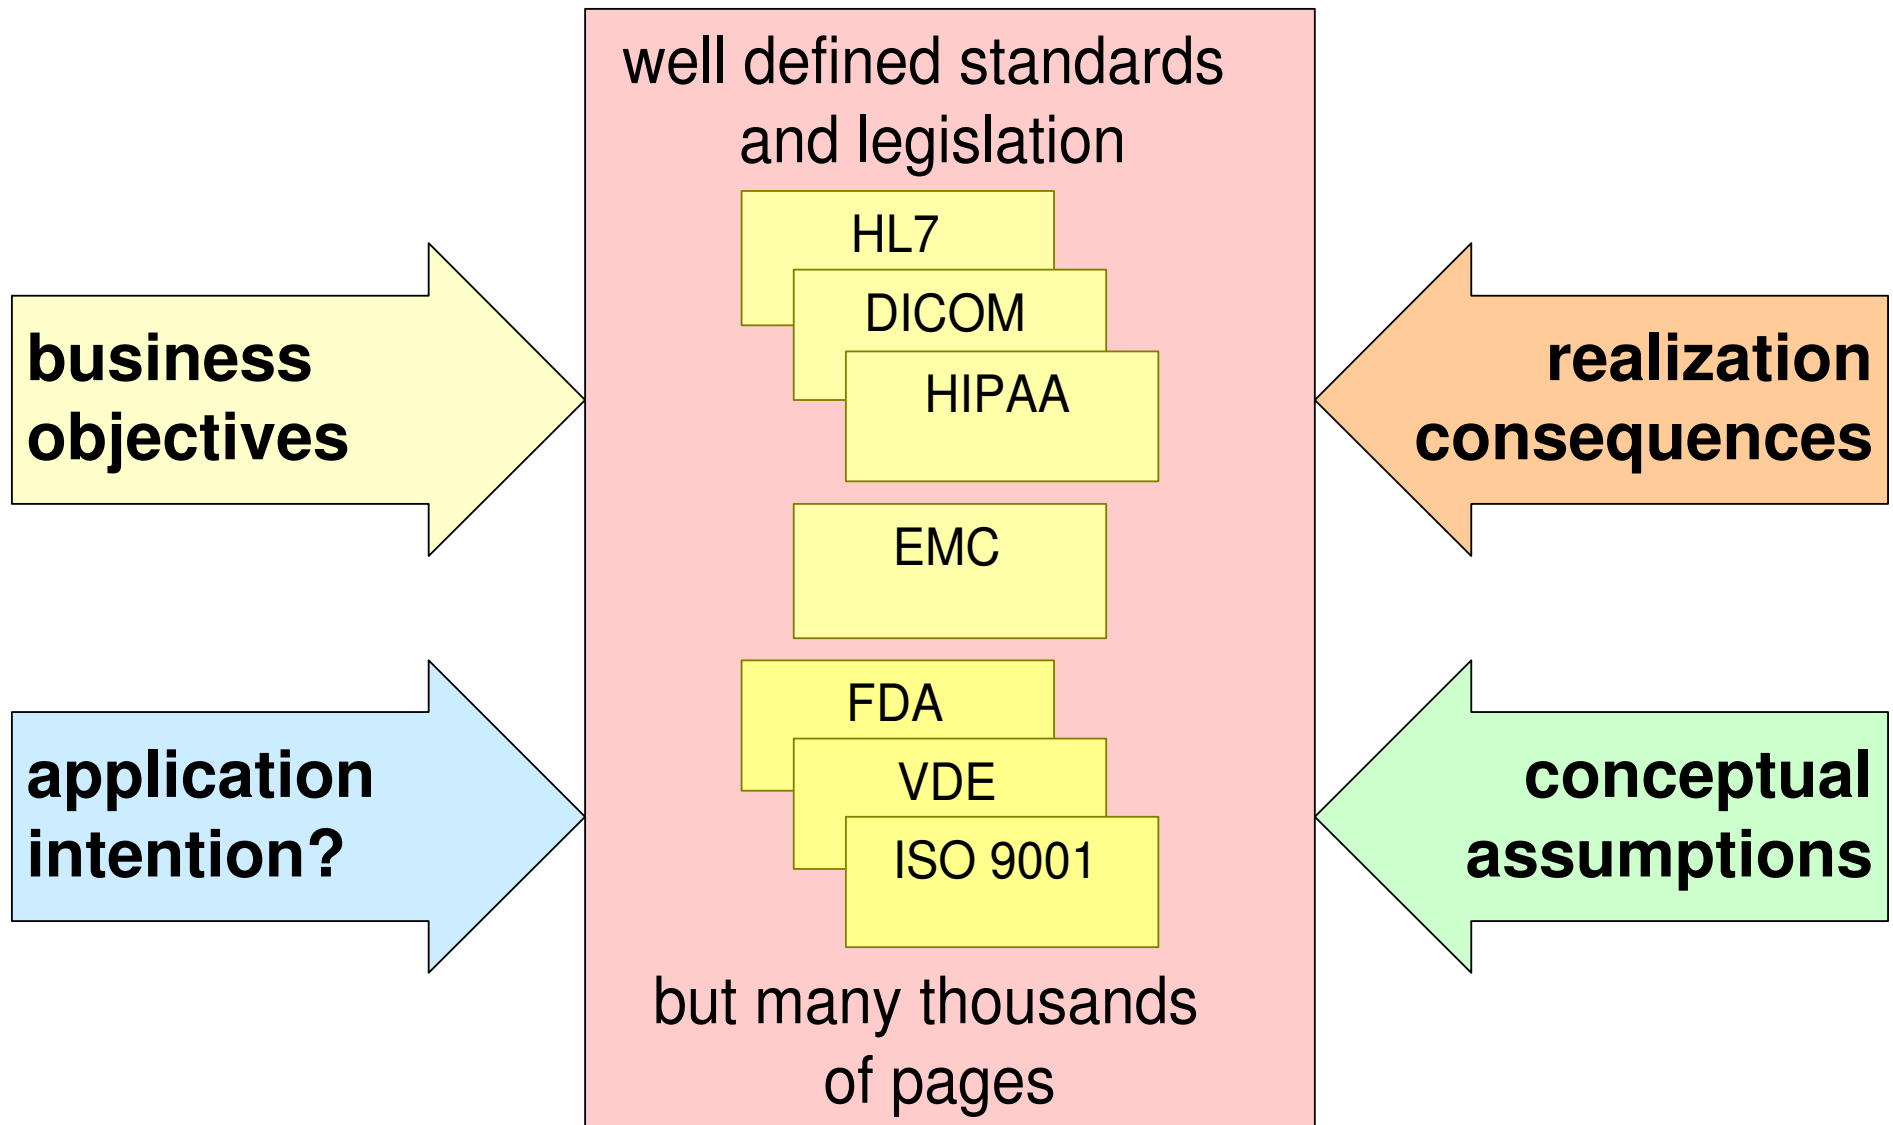 well defined standards
and legislation
HL7
DICOM
HIPAA
EMC
FDA
VDE
ISO 9001
but many thousands
of pages
business
objectives
application
intention?
realization
consequences
conceptual
assumptions